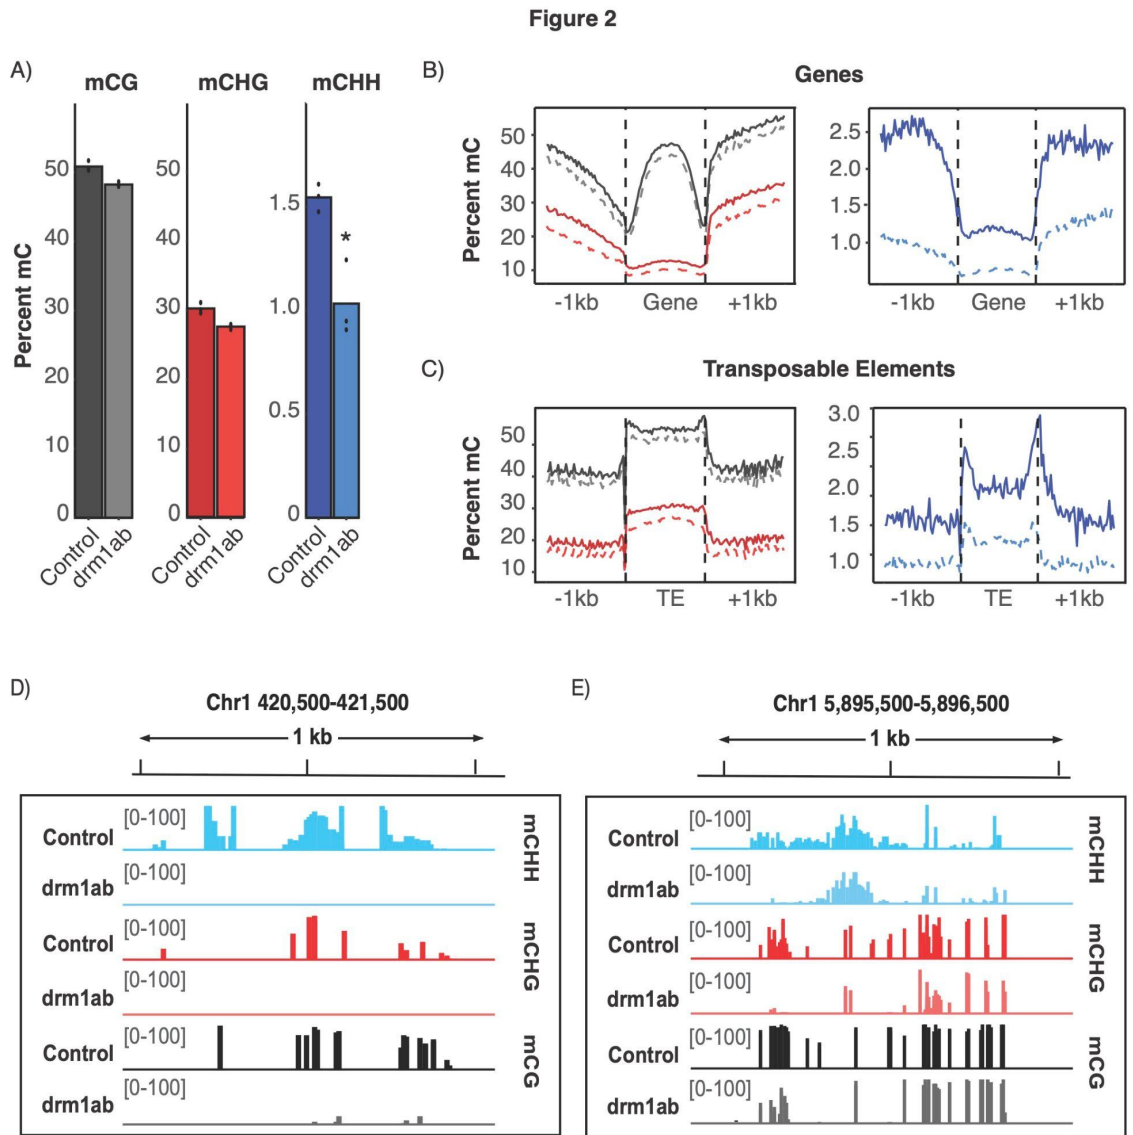 Figure 2
A)
mCG
mCHG
mCHH
Percent mC
50
40
30
20
10
0
50
40
30
20
10
0
1.5
1.0
0.5
0
*
Control
drm1ab
Control
drm1ab
Control
drm1ab
B)
Genes
Percent mC
50
40
30
20
10
-1kb
Gene
+1kb
2.5
2.0
1.5
1.0
-1kb
Gene
+1kb
C)
Transposable Elements
Percent mC
50
40
30
20
10
-1kb
TE
+1kb
3.0
2.5
2.0
1.5
1.0
-1kb
TE
+1kb
D)
Chr1 420,500-421,500
1 kb
Control
[0-100]
drm1ab
[0-100]
mCHH
Control
[0-100]
drm1ab
[0-100]
mCHG
Control
[0-100]
drm1ab
[0-100]
mCG
E)
Chr1 5,895,500-5,896,500
1 kb
Control
[0-100]
drm1ab
[0-100]
mCHH
Control
[0-100]
drm1ab
[0-100]
mCHG
Control
[0-100]
drm1ab
[0-100]
mCG